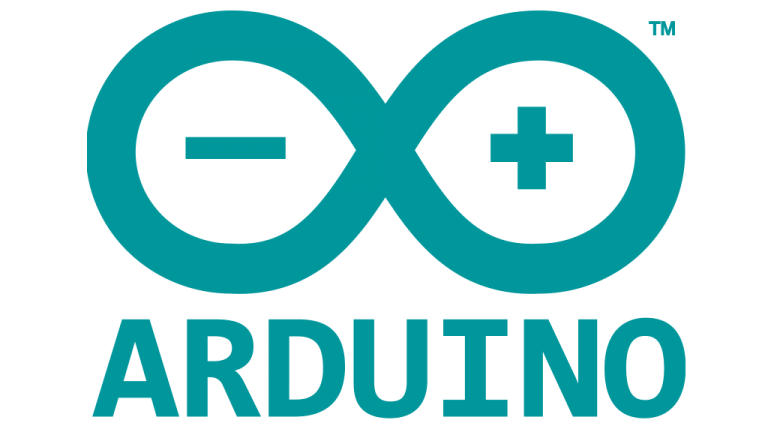 ™
− +
ARDUINO